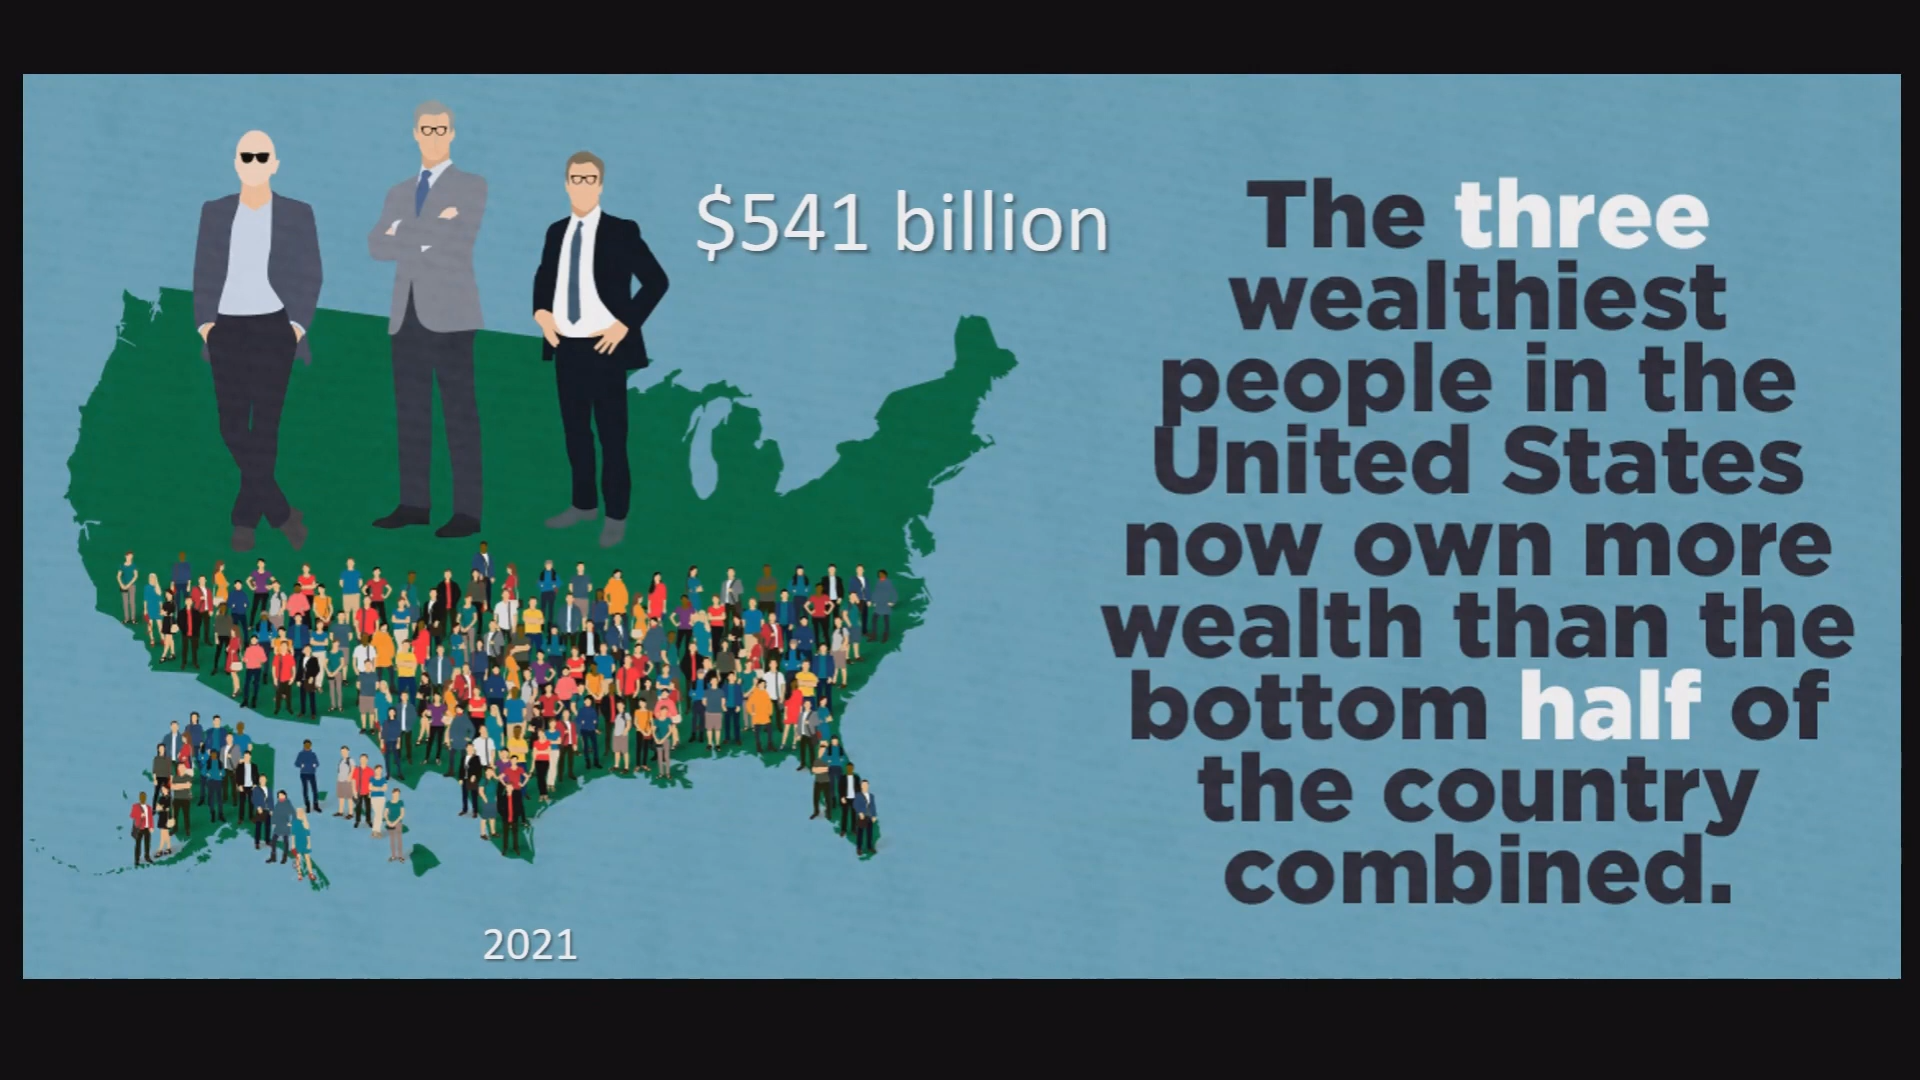 $541 billion
The three
wealthiest
people in the
United States
now own more
wealth than the
bottom half of
the country
combined.
2021